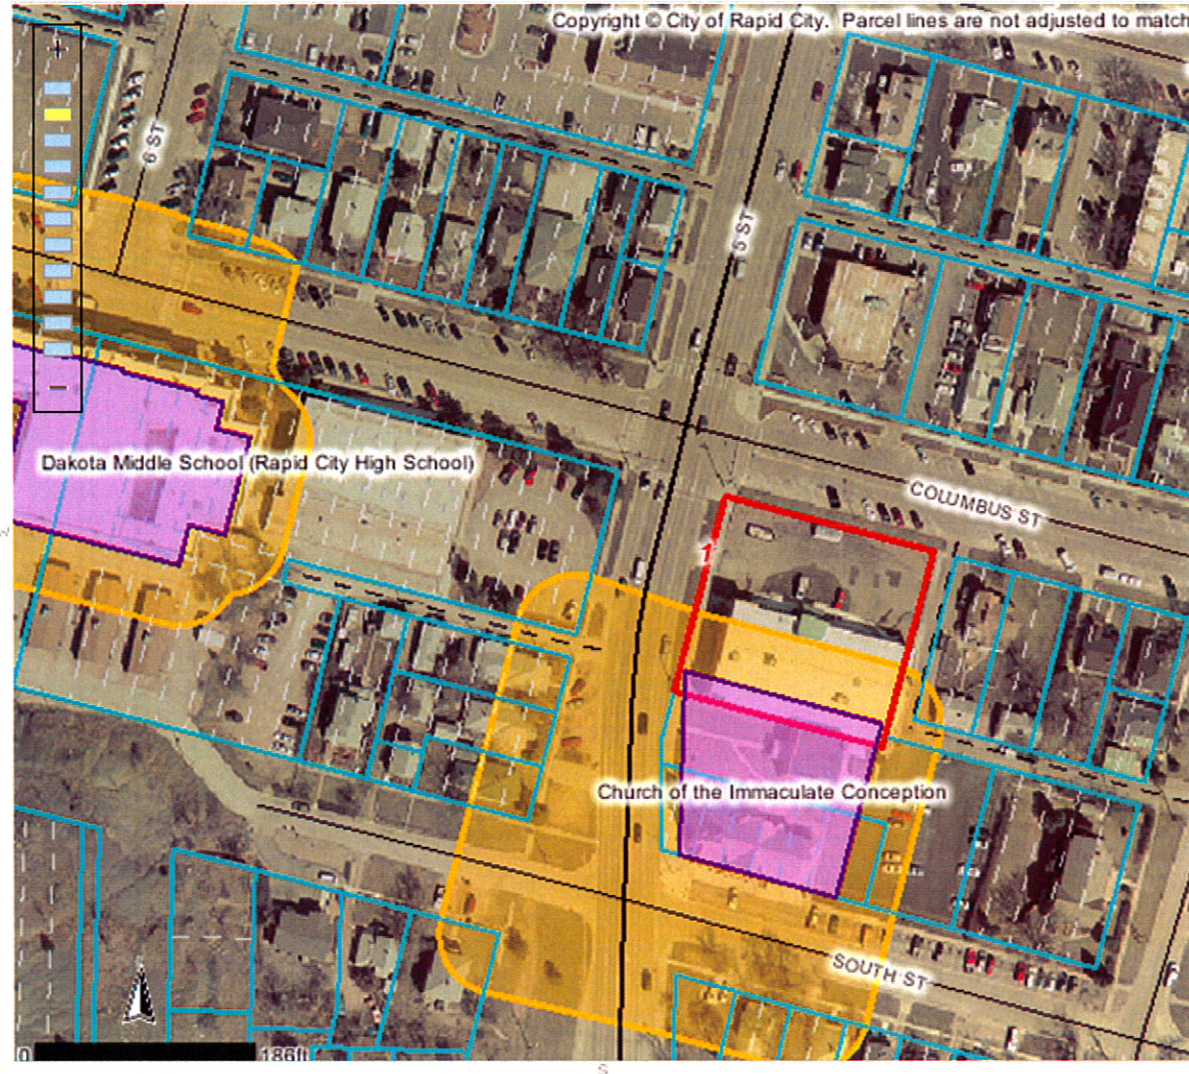 Copyright © City of Rapid City. Parcel lines are not adjusted to match
+
6 ST
5 ST
Dakota Middle School (Rapid City High School)
COLUMBUS ST
1
Church of the Immaculate Conception
SOUTH ST
0 186ft
S